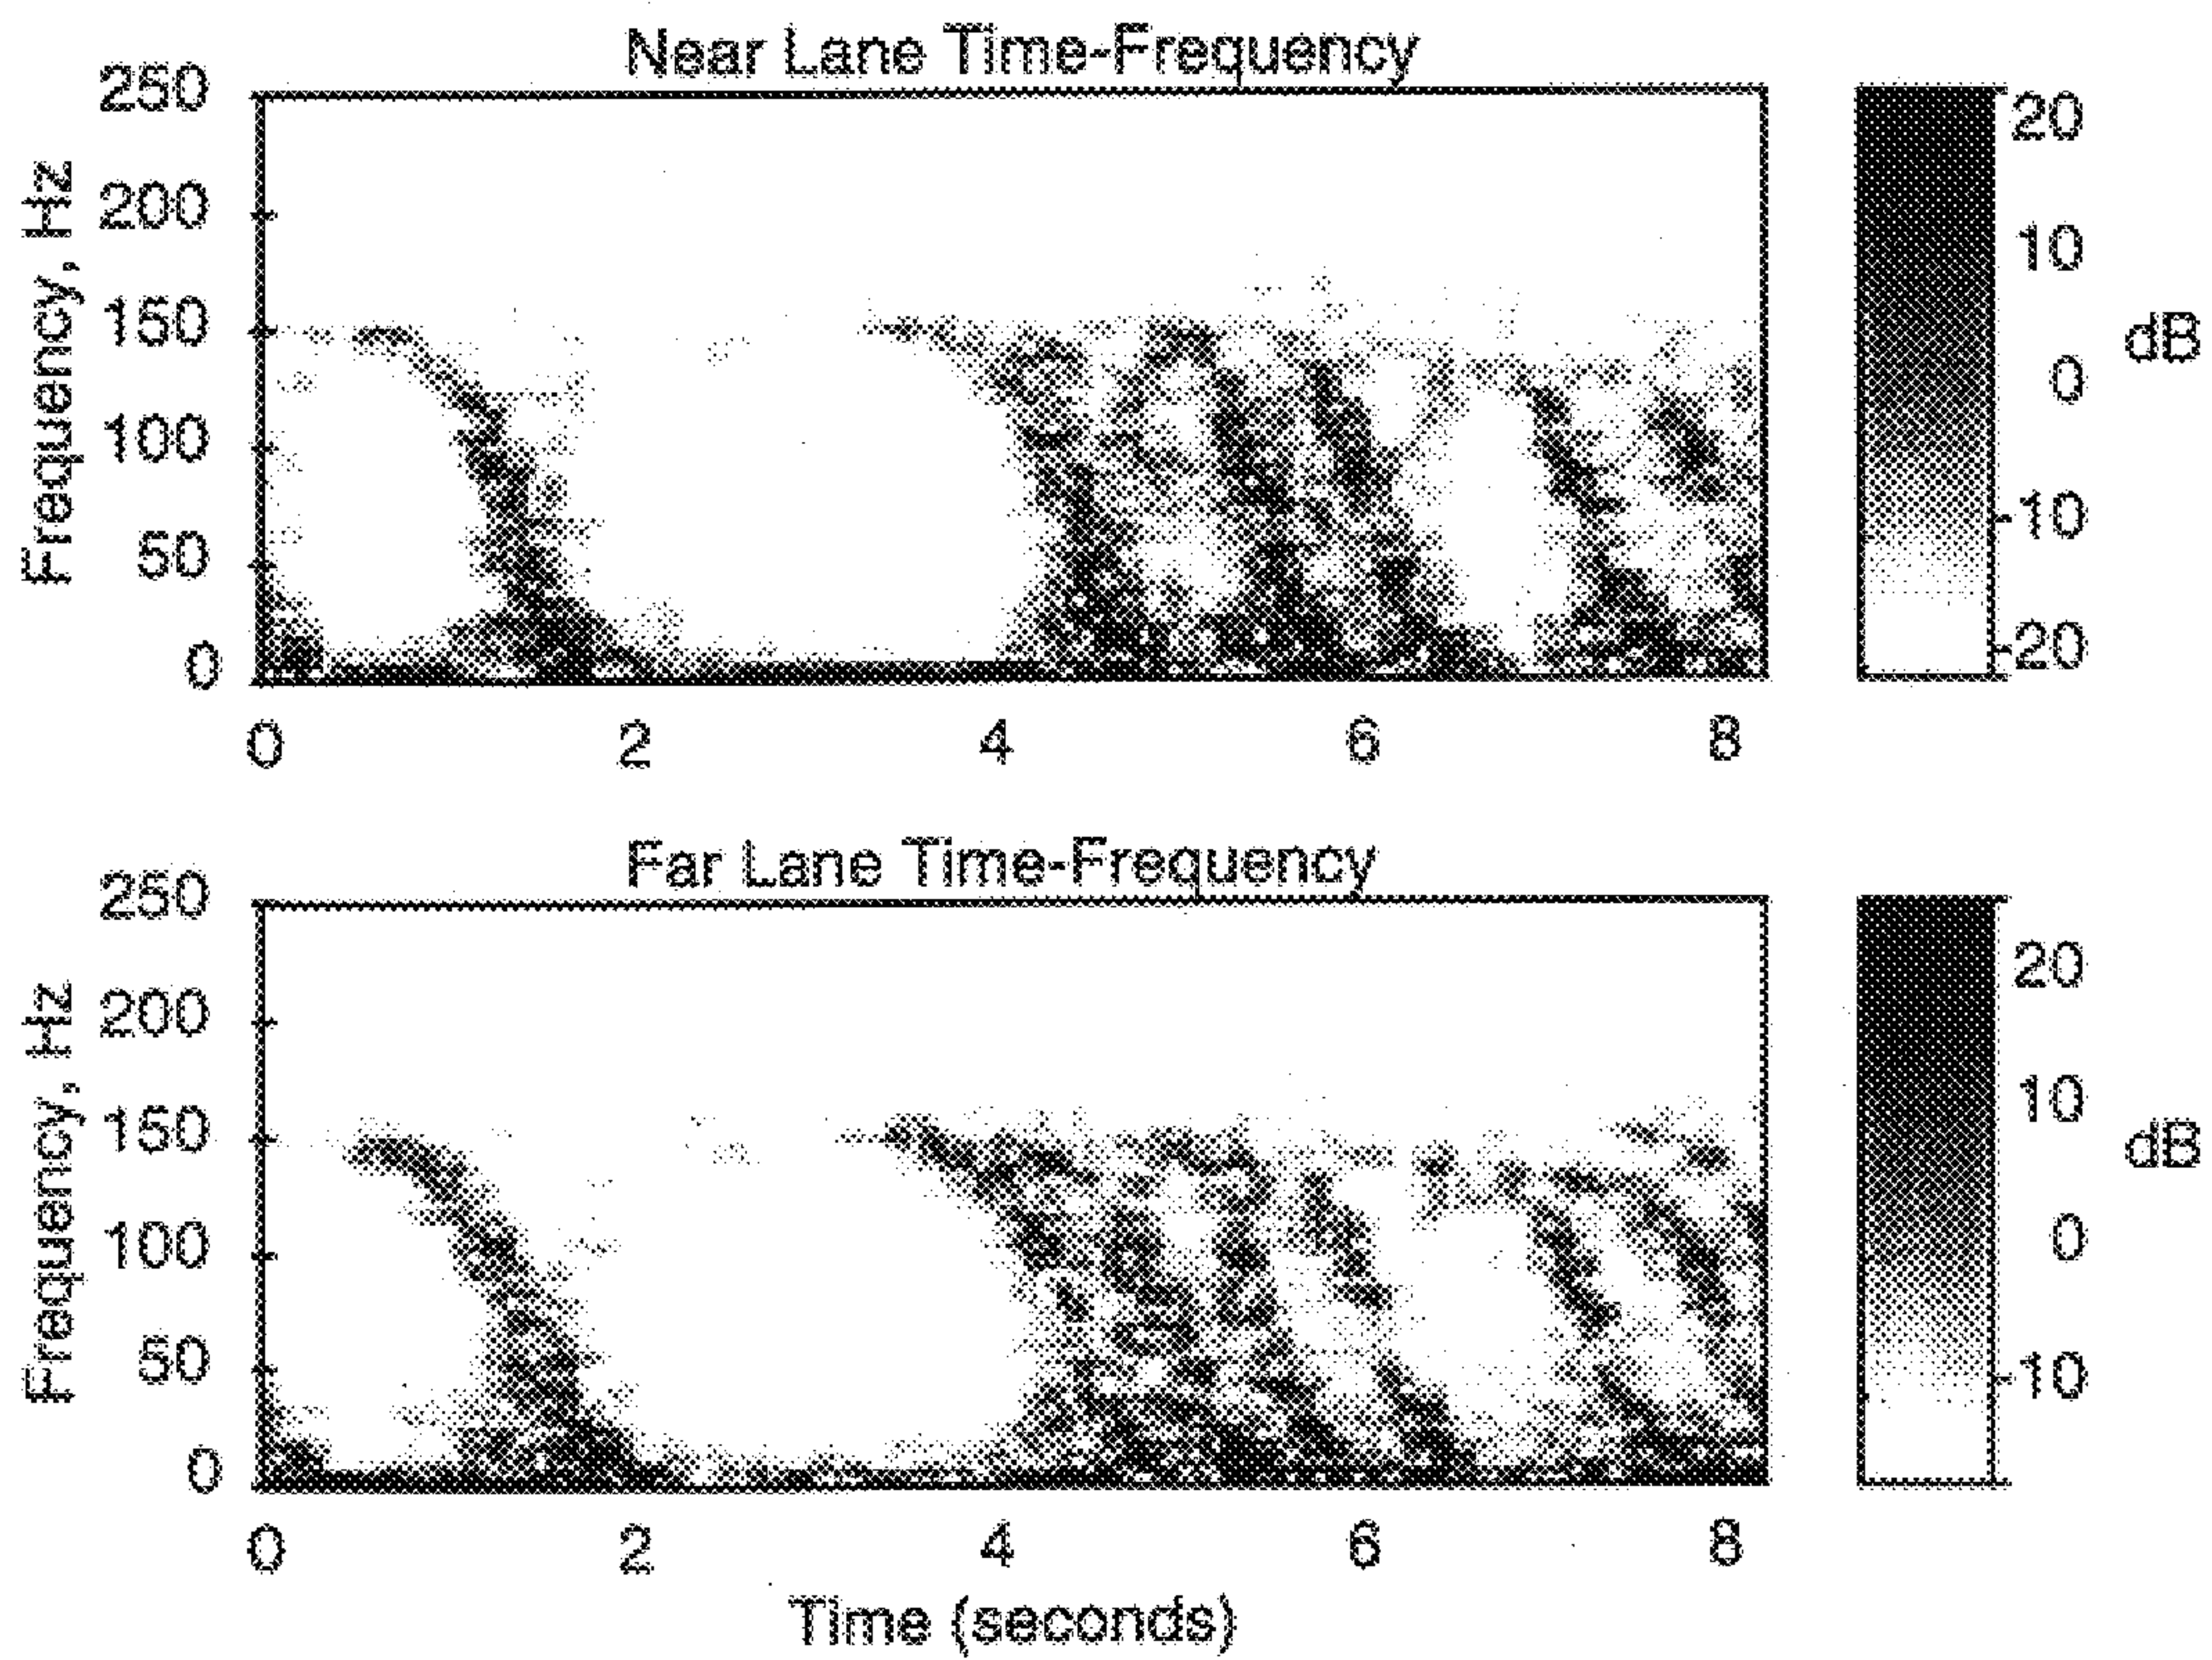 Near Lane Time-Frequency
250
200
150
100
50
0
Frequency, Hz
0 2 4 6 8
20
10
0
-10
-20
dB
Far Lane Time-Frequency
250
200
150
100
50
0
Frequency, Hz
0 2 4 6 8
Time (seconds)
20
10
0
-10
dB